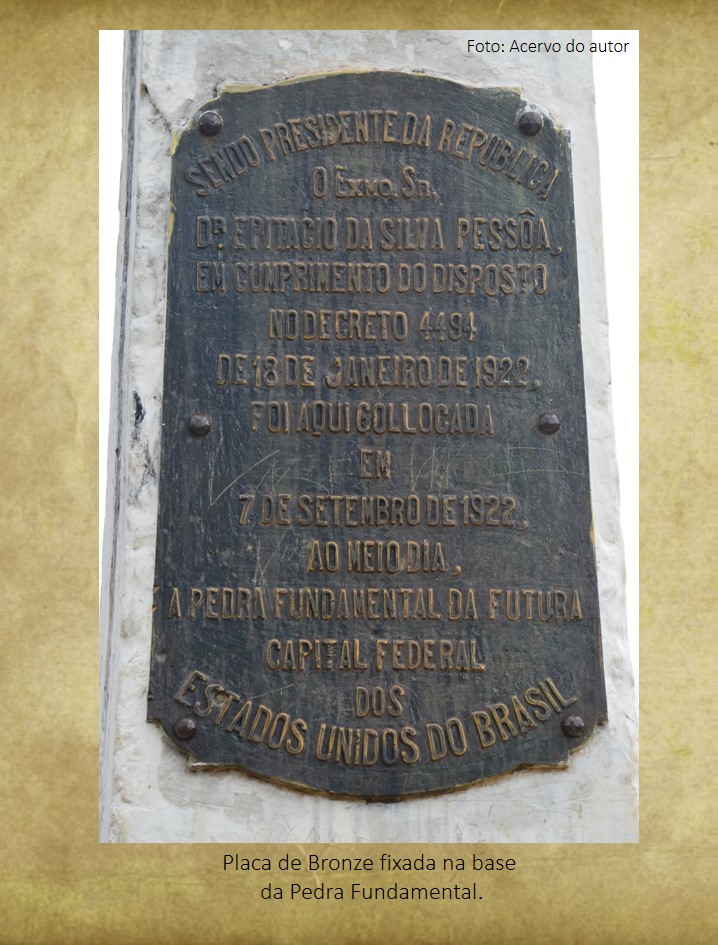 Foto: Acervo do autor
SENDO PRESIDENTE DA REPUBLICA
O EXMO. SR.
DR. EPITACIO DA SILVA PESSÔA,
EM CUMPRIMENTO DO DISPOSTO
NO DECRETO 4494
DE 18 DE JANEIRO DE 1922,
FOI AQUI COLLOCADA
EM
7 DE SETEMBRO DE 1922,
AO MEIO DIA,
A PEDRA FUNDAMENTAL DA FUTURA
CAPITAL FEDERAL
DOS
ESTADOS UNIDOS DO BRASIL
Placa de Bronze fixada na base
da Pedra Fundamental.